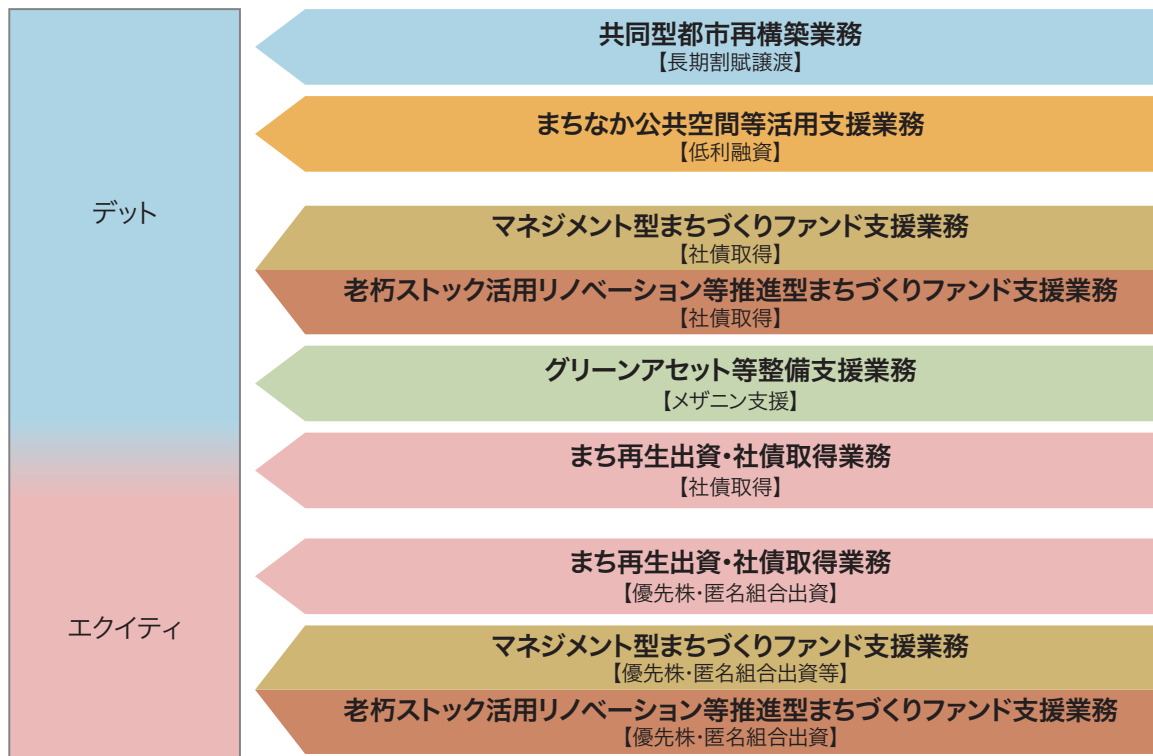 デット
エクイティ
共同型都市再構築業務
【長期割賦譲渡】
まちなか公共空間等活用支援業務
【低利融資】
マネジメント型まちづくりファンド支援業務
【社債取得】
老朽ストック活用リノベーション等推進型まちづくりファンド支援業務
【社債取得】
グリーンアセット等整備支援業務
【メザニン支援】
まち再生出資・社債取得業務
【社債取得】
まち再生出資・社債取得業務
【優先株・匿名組合出資】
マネジメント型まちづくりファンド支援業務
【優先株・匿名組合出資等】
老朽ストック活用リノベーション等推進型まちづくりファンド支援業務
【優先株・匿名組合出資】